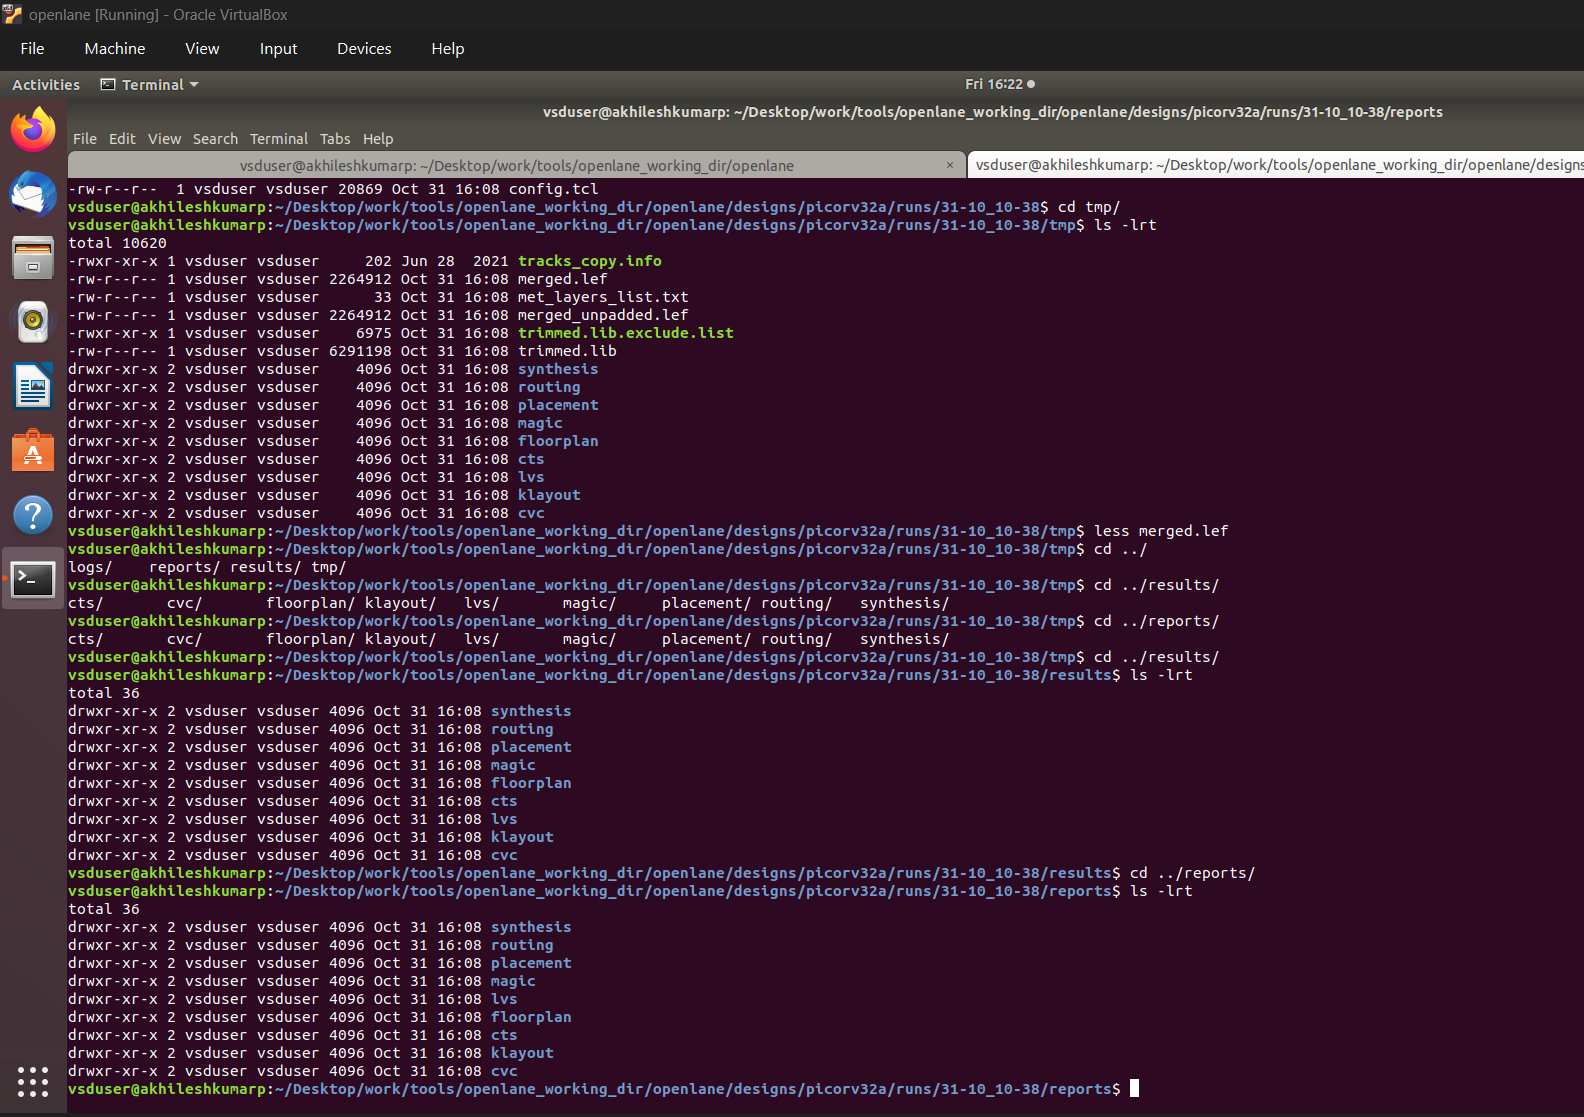 openlane [Running] - Oracle VirtualBox
File Machine View Input Devices Help
Activities Terminal Fri 16:22
vsduser@akhileshkumarp: ~/Desktop/work/tools/openlane_working_dir/openlane/designs/picorv32a/runs/31-10_10-38/reports
File Edit View Search Terminal Tabs Help
vsduser@akhileshkumarp: ~/Desktop/work/tools/openlane_working_dir/openlane × vsduser@akhileshkumarp: ~/Desktop/work/tools/openlane_working_dir/openlane/designs
-rw-r--r--  1 vsduser vsduser 20869 Oct 31 16:08 config.tcl
vsduser@akhileshkumarp:~/Desktop/work/tools/openlane_working_dir/openlane/designs/picorv32a/runs/31-10_10-38$ cd tmp/
vsduser@akhileshkumarp:~/Desktop/work/tools/openlane_working_dir/openlane/designs/picorv32a/runs/31-10_10-38/tmp$ ls -lrt
total 10620
-rwxr-xr-x 1 vsduser vsduser     202 Jun 28  2021 tracks_copy.info
-rw-r--r-- 1 vsduser vsduser 2264912 Oct 31 16:08 merged.lef
-rw-r--r-- 1 vsduser vsduser      33 Oct 31 16:08 met_layers_list.txt
-rw-r--r-- 1 vsduser vsduser 2264912 Oct 31 16:08 merged_unpadded.lef
-rwxr-xr-x 1 vsduser vsduser    6975 Oct 31 16:08 trimmed.lib.exclude.list
-rw-r--r-- 1 vsduser vsduser 6291198 Oct 31 16:08 trimmed.lib
drwxr-xr-x 2 vsduser vsduser    4096 Oct 31 16:08 synthesis
drwxr-xr-x 2 vsduser vsduser    4096 Oct 31 16:08 routing
drwxr-xr-x 2 vsduser vsduser    4096 Oct 31 16:08 placement
drwxr-xr-x 2 vsduser vsduser    4096 Oct 31 16:08 magic
drwxr-xr-x 2 vsduser vsduser    4096 Oct 31 16:08 floorplan
drwxr-xr-x 2 vsduser vsduser    4096 Oct 31 16:08 cts
drwxr-xr-x 2 vsduser vsduser    4096 Oct 31 16:08 lvs
drwxr-xr-x 2 vsduser vsduser    4096 Oct 31 16:08 klayout
drwxr-xr-x 2 vsduser vsduser    4096 Oct 31 16:08 cvc
vsduser@akhileshkumarp:~/Desktop/work/tools/openlane_working_dir/openlane/designs/picorv32a/runs/31-10_10-38/tmp$ less merged.lef
vsduser@akhileshkumarp:~/Desktop/work/tools/openlane_working_dir/openlane/designs/picorv32a/runs/31-10_10-38/tmp$ cd ../
logs/    reports/ results/ tmp/
vsduser@akhileshkumarp:~/Desktop/work/tools/openlane_working_dir/openlane/designs/picorv32a/runs/31-10_10-38/tmp$ cd ../results/
cts/       cvc/       floorplan/ klayout/   lvs/       magic/     placement/ routing/   synthesis/
vsduser@akhileshkumarp:~/Desktop/work/tools/openlane_working_dir/openlane/designs/picorv32a/runs/31-10_10-38/tmp$ cd ../reports/
cts/       cvc/       floorplan/ klayout/   lvs/       magic/     placement/ routing/   synthesis/
vsduser@akhileshkumarp:~/Desktop/work/tools/openlane_working_dir/openlane/designs/picorv32a/runs/31-10_10-38/tmp$ cd ../results/
vsduser@akhileshkumarp:~/Desktop/work/tools/openlane_working_dir/openlane/designs/picorv32a/runs/31-10_10-38/results$ ls -lrt
total 36
drwxr-xr-x 2 vsduser vsduser 4096 Oct 31 16:08 synthesis
drwxr-xr-x 2 vsduser vsduser 4096 Oct 31 16:08 routing
drwxr-xr-x 2 vsduser vsduser 4096 Oct 31 16:08 placement
drwxr-xr-x 2 vsduser vsduser 4096 Oct 31 16:08 magic
drwxr-xr-x 2 vsduser vsduser 4096 Oct 31 16:08 floorplan
drwxr-xr-x 2 vsduser vsduser 4096 Oct 31 16:08 cts
drwxr-xr-x 2 vsduser vsduser 4096 Oct 31 16:08 lvs
drwxr-xr-x 2 vsduser vsduser 4096 Oct 31 16:08 klayout
drwxr-xr-x 2 vsduser vsduser 4096 Oct 31 16:08 cvc
vsduser@akhileshkumarp:~/Desktop/work/tools/openlane_working_dir/openlane/designs/picorv32a/runs/31-10_10-38/results$ cd ../reports/
vsduser@akhileshkumarp:~/Desktop/work/tools/openlane_working_dir/openlane/designs/picorv32a/runs/31-10_10-38/reports$ ls -lrt
total 36
drwxr-xr-x 2 vsduser vsduser 4096 Oct 31 16:08 synthesis
drwxr-xr-x 2 vsduser vsduser 4096 Oct 31 16:08 routing
drwxr-xr-x 2 vsduser vsduser 4096 Oct 31 16:08 placement
drwxr-xr-x 2 vsduser vsduser 4096 Oct 31 16:08 magic
drwxr-xr-x 2 vsduser vsduser 4096 Oct 31 16:08 lvs
drwxr-xr-x 2 vsduser vsduser 4096 Oct 31 16:08 floorplan
drwxr-xr-x 2 vsduser vsduser 4096 Oct 31 16:08 cts
drwxr-xr-x 2 vsduser vsduser 4096 Oct 31 16:08 klayout
drwxr-xr-x 2 vsduser vsduser 4096 Oct 31 16:08 cvc
vsduser@akhileshkumarp:~/Desktop/work/tools/openlane_working_dir/openlane/designs/picorv32a/runs/31-10_10-38/reports$